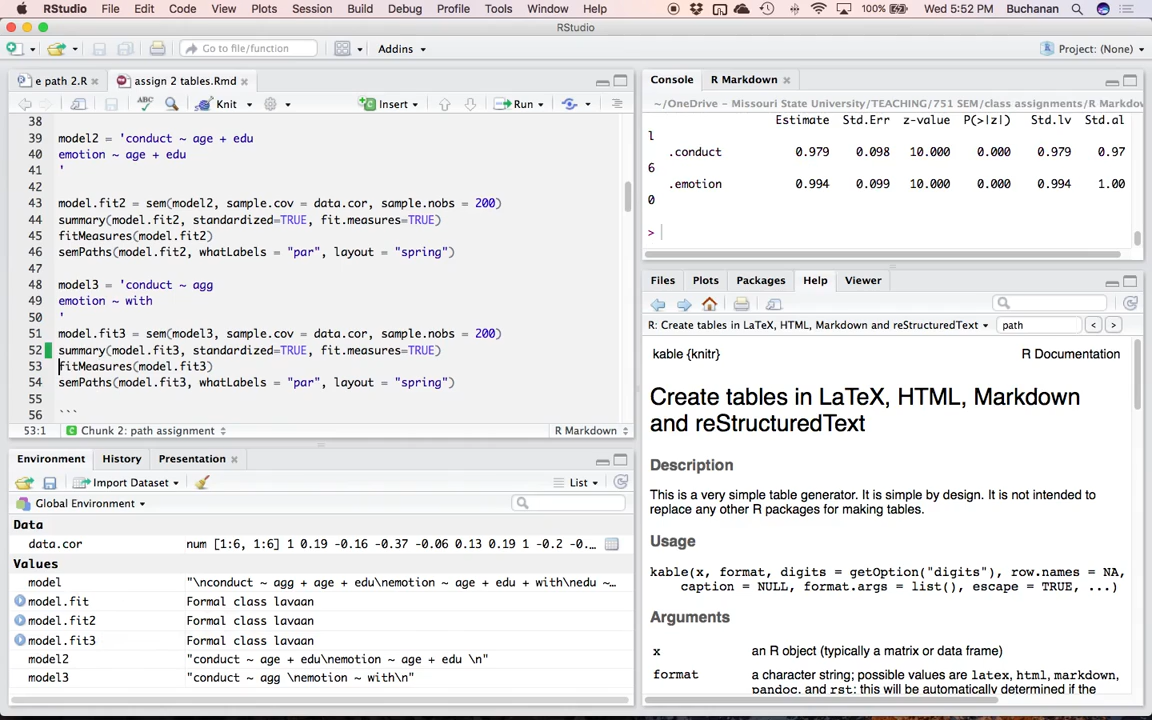 RStudio File Edit Code View Plots Session Build Debug Profile Tools Window Help 100% Wed 5:52 PM Buchanan
RStudio
Go to file/function Addins Project: (None)
e path 2.R assign 2 tables.Rmd
ABC Knit Insert Run
38
39 model2 = 'conduct ~ age + edu
40 emotion ~ age + edu
41 '
42
43 model.fit2 = sem(model2, sample.cov = data.cor, sample.nobs = 200)
44 summary(model.fit2, standardized=TRUE, fit.measures=TRUE)
45 fitMeasures(model.fit2)
46 semPaths(model.fit2, whatLabels = "par", layout = "spring")
47
48 model3 = 'conduct ~ agg
49 emotion ~ with
50 '
51 model.fit3 = sem(model3, sample.cov = data.cor, sample.nobs = 200)
52 summary(model.fit3, standardized=TRUE, fit.measures=TRUE)
53 fitMeasures(model.fit3)
54 semPaths(model.fit3, whatLabels = "par", layout = "spring")
55
56 ```
53:1 Chunk 2: path assignment R Markdown
Environment History Presentation
Import Dataset List
Global Environment
Data
data.cor num [1:6, 1:6] 1 0.19 -0.16 -0.37 -0.06 0.13 0.19 1 -0.2 -0...
Values
model "\nconduct ~ agg + age + edu\nemotion ~ age + edu + with\nedu ~...
model.fit Formal class lavaan
model.fit2 Formal class lavaan
model.fit3 Formal class lavaan
model2 "conduct ~ age + edu\nemotion ~ age + edu \n"
model3 "conduct ~ agg \nemotion ~ with\n"
Console R Markdown
~/OneDrive - Missouri State University/TEACHING/751 SEM/class assignments/R Markdow
Estimate Std.Err z-value P(>|z|) Std.lv Std.al
l
.conduct 0.979 0.098 10.000 0.000 0.979 0.97
6
.emotion 0.994 0.099 10.000 0.000 0.994 1.00
0
>
Files Plots Packages Help Viewer
R: Create tables in LaTeX, HTML, Markdown and reStructuredText path
kable {knitr} R Documentation
Create tables in LaTeX, HTML, Markdown
and reStructuredText
Description
This is a very simple table generator. It is simple by design. It is not intended to
replace any other R packages for making tables.
Usage
kable(x, format, digits = getOption("digits"), row.names = NA,
caption = NULL, format.args = list(), escape = TRUE, ...)
Arguments
x an R object (typically a matrix or data frame)
format a character string; possible values are latex, html, markdown,
pandoc, and rst; this will be automatically determined if the